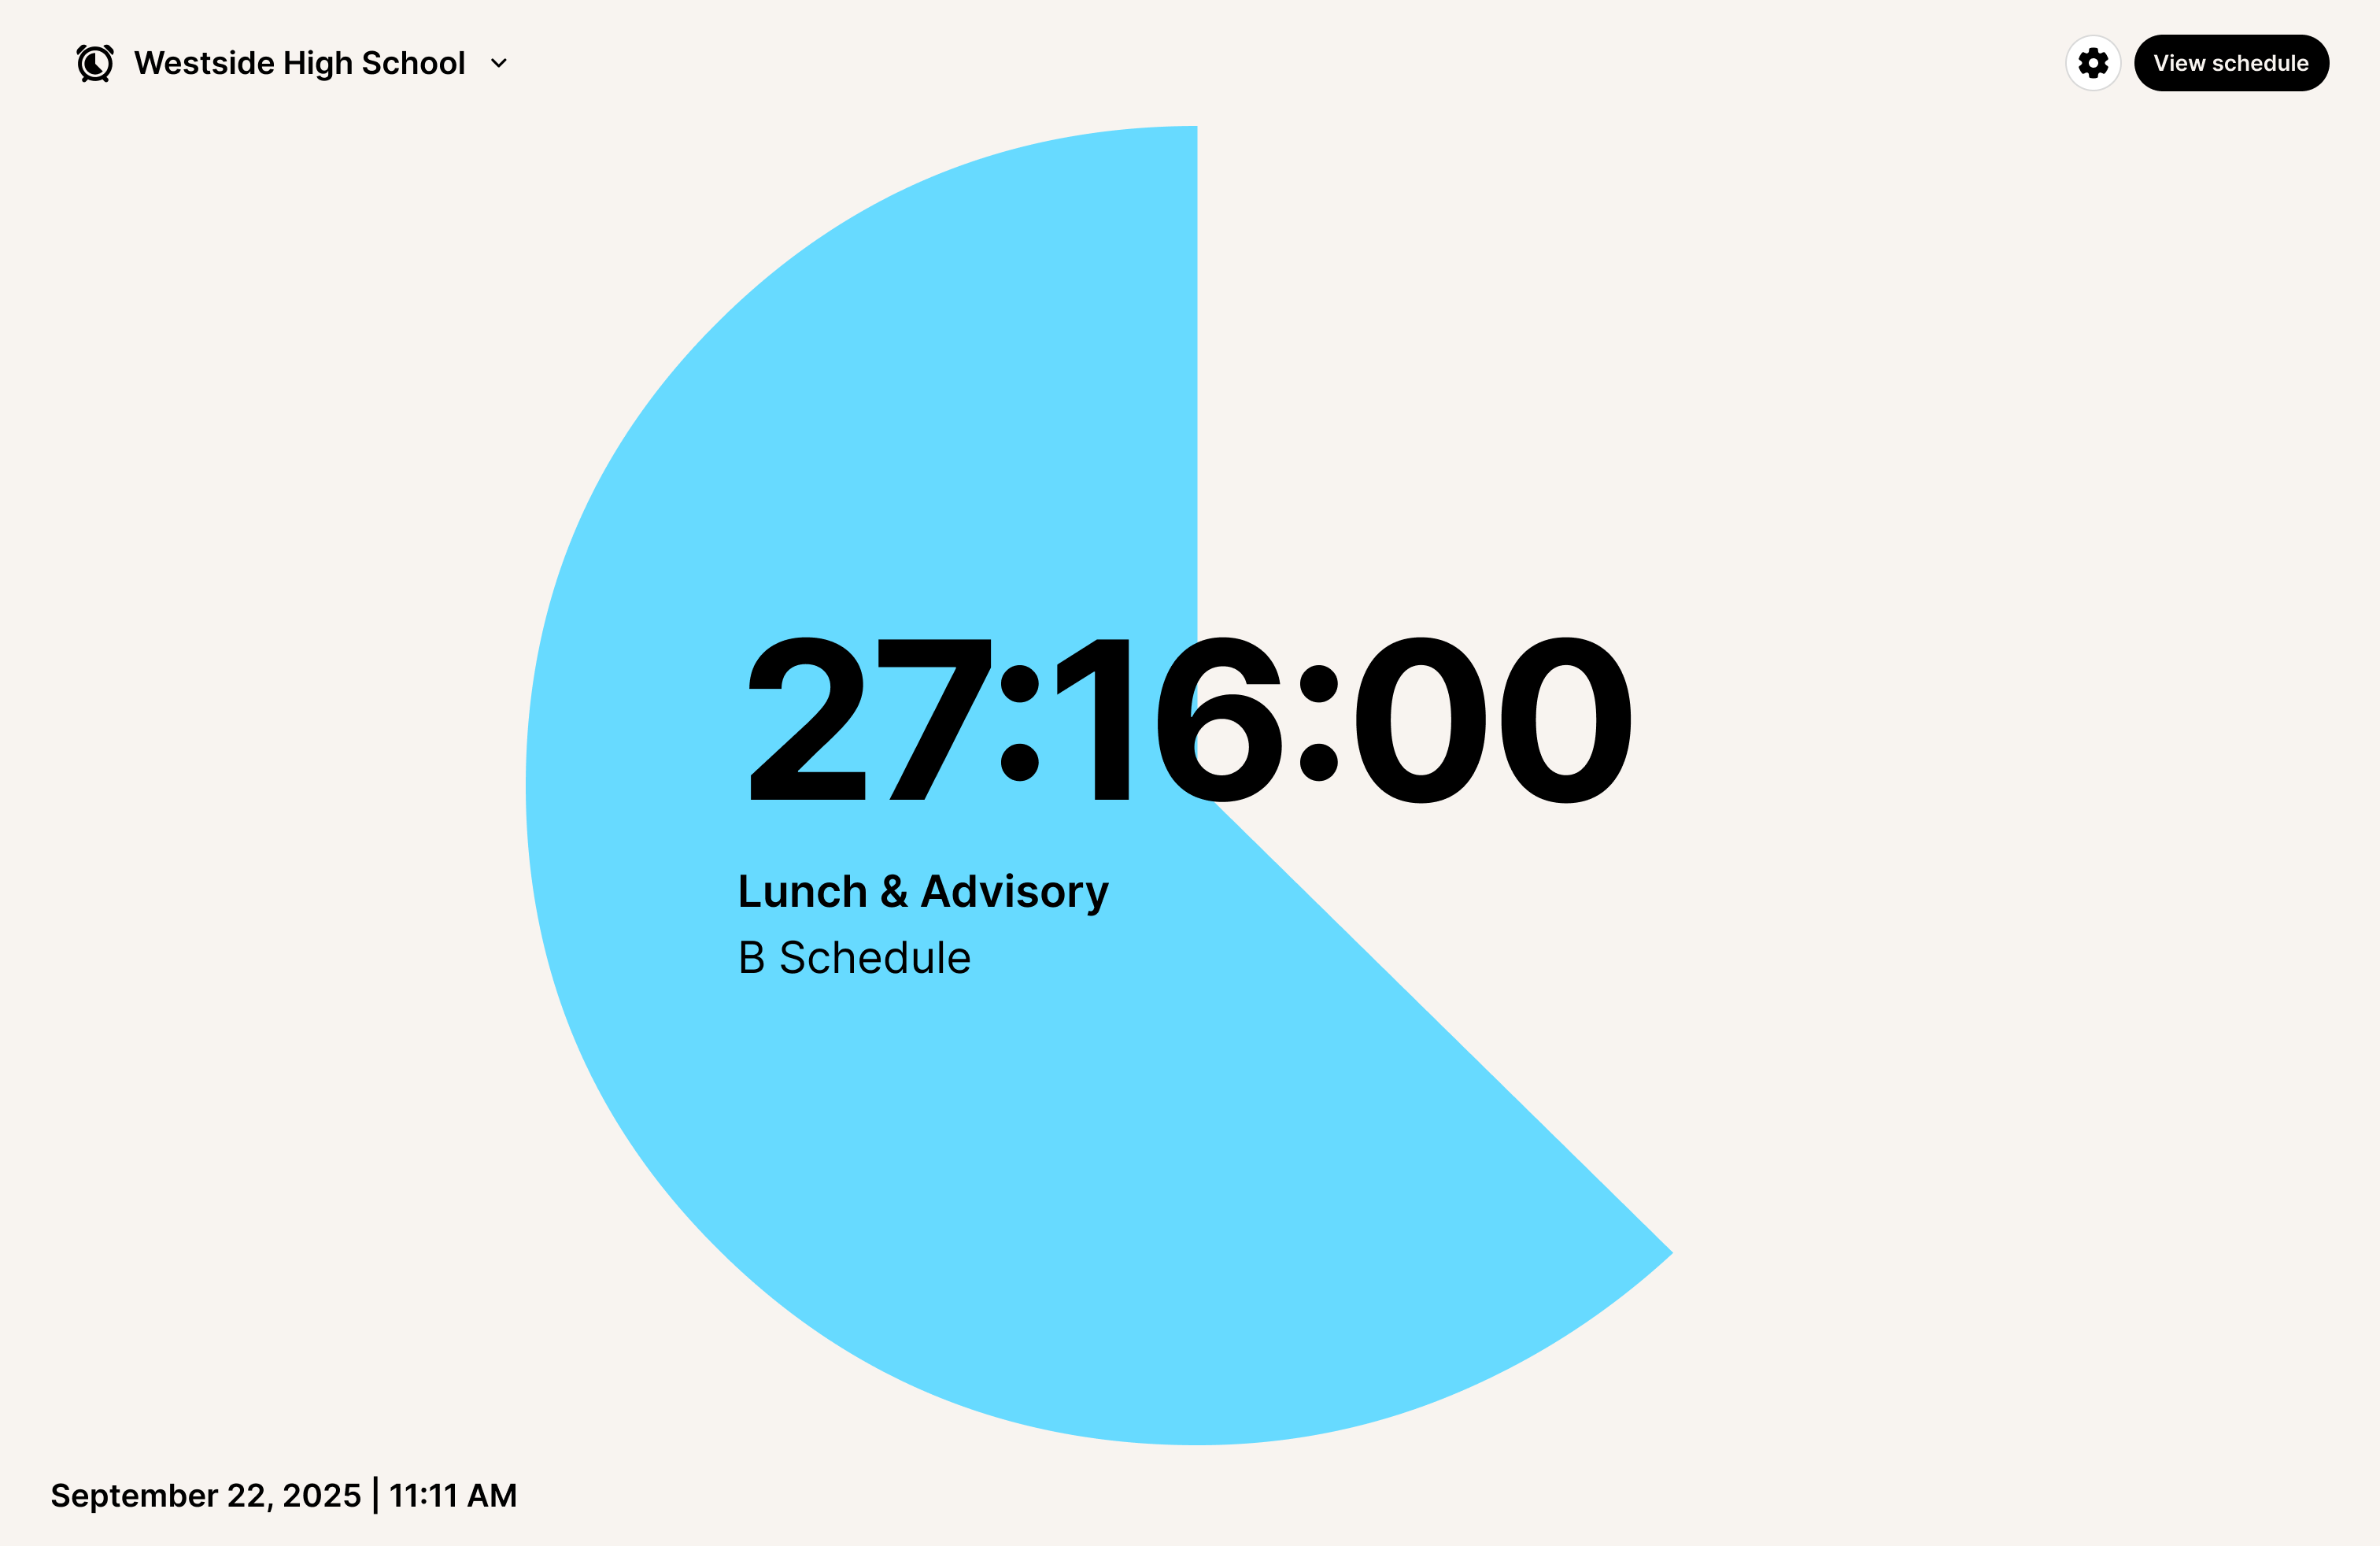 Westside High School
View schedule
27:16:00
Lunch & Advisory
B Schedule
September 22, 2025 | 11:11 AM